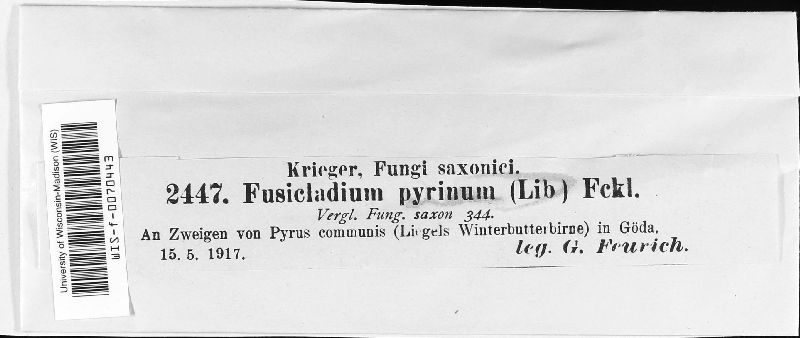 Krieger, Fungi saxonici.
2447. Fusicladium pyrinum (Lib) Fckl.
Vergl. Fung. saxon 344.
An Zweigen von Pyrus communis (Liegels Winterbutterbirne) in Göda,
15. 5. 1917.
leg. G. Feurich.
University of Wisconsin-Madison (WIS)
WIS-f-0070443